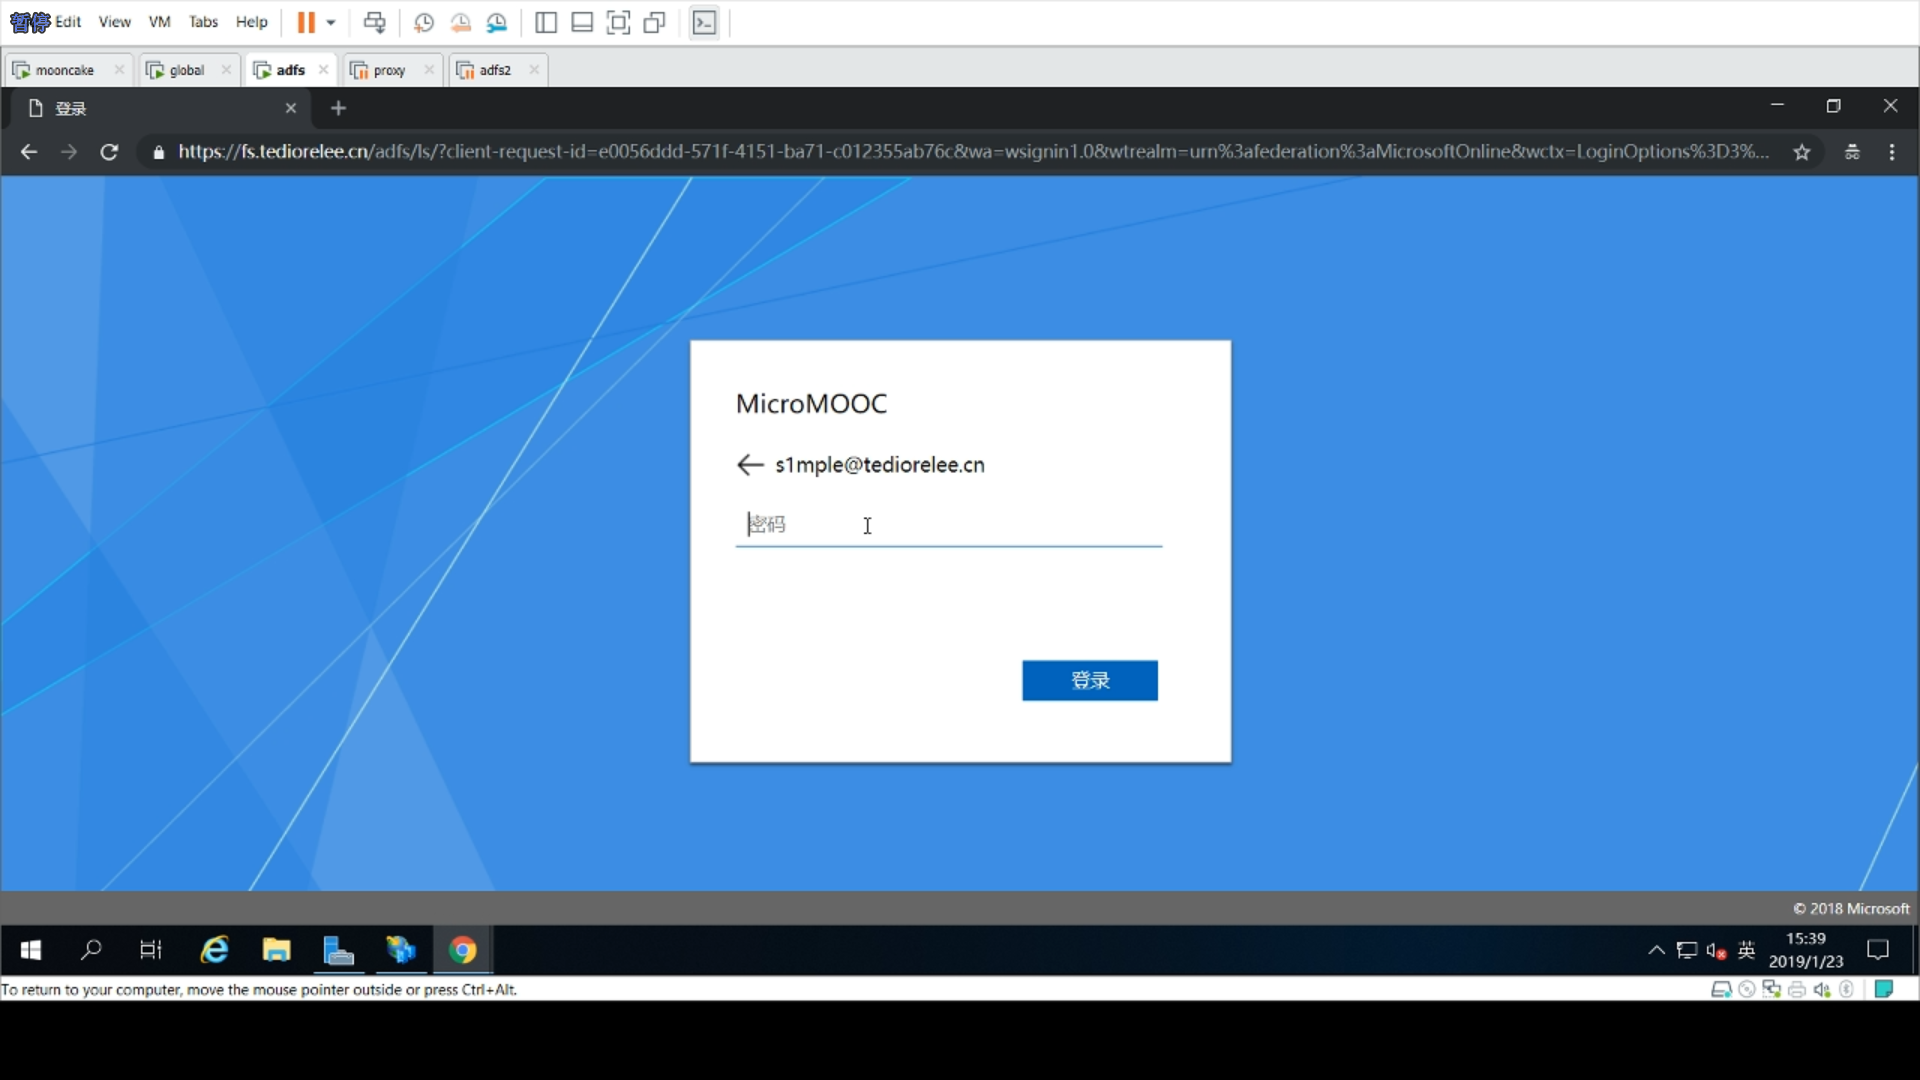 暂停 Edit View VM Tabs Help
mooncake global adfs proxy adfs2
登录
https://fs.tediorelee.cn/adfs/ls/?client-request-id=e0056ddd-571f-4151-ba71-c012355ab76c&wa=wsignin1.0&wtrealm=urn%3afederation%3aMicrosoftOnline&wctx=LoginOptions%3D3%...
MicroMOOC
s1mple@tediorelee.cn
密码
登录
© 2018 Microsoft
英
15:39
2019/1/23
To return to your computer, move the mouse pointer outside or press Ctrl+Alt.